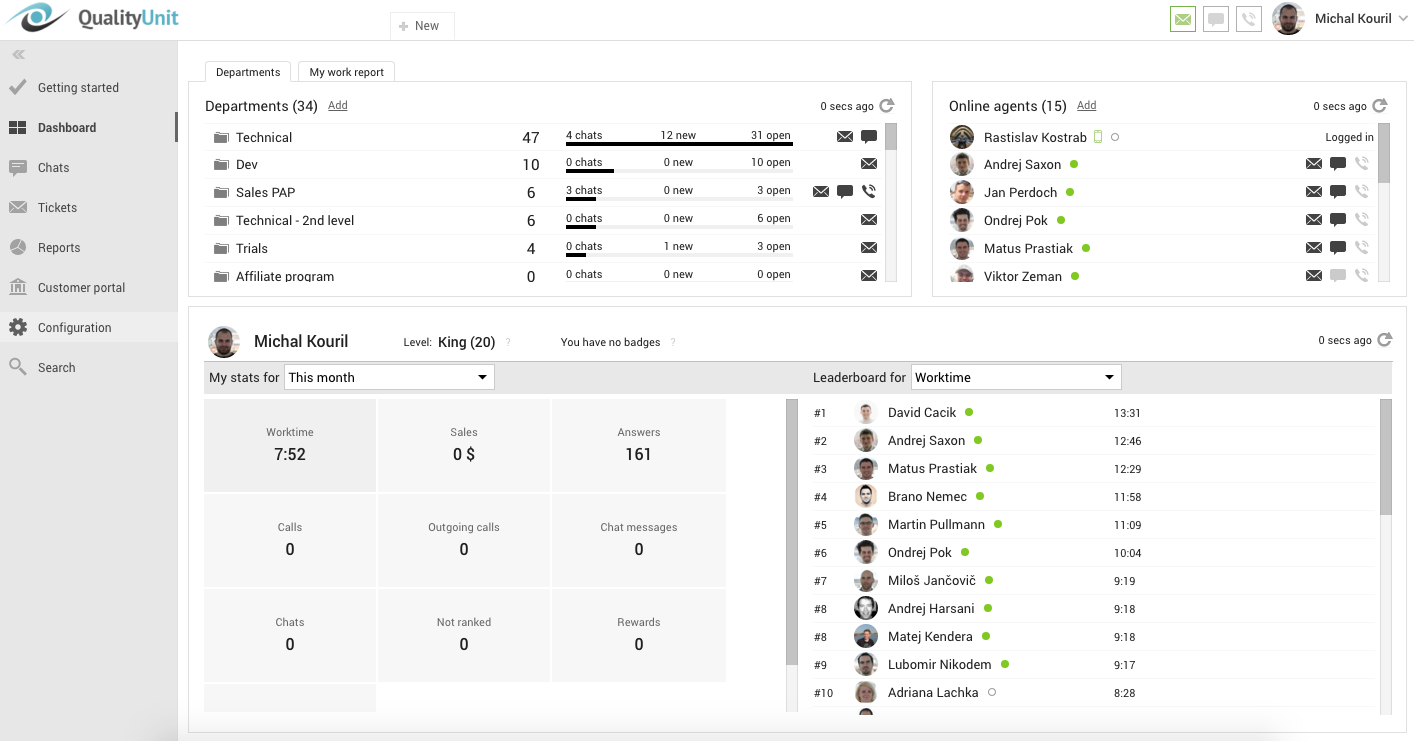 QualityUnit
+ New
Michal Kouril
Getting started
Dashboard
Chats
Tickets
Reports
Customer portal
Configuration
Search
Departments
My work report
Departments (34) Add 0 secs ago
Technical 47 4 chats 12 new 31 open
Dev 10 0 chats 0 new 10 open
Sales PAP 6 3 chats 0 new 3 open
Technical - 2nd level 6 0 chats 0 new 6 open
Trials 4 0 chats 1 new 3 open
Affiliate program 0 0 chats 0 new 0 open
Online agents (15) Add 0 secs ago
Rastislav Kostrab Logged in
Andrej Saxon
Jan Perdoch
Ondrej Pok
Matus Prastiak
Viktor Zeman
Michal Kouril Level: King (20) ? You have no badges ? 0 secs ago
My stats for This month
Worktime Sales Answers
7:52 0 $ 161
Calls Outgoing calls Chat messages
0 0 0
Chats Not ranked Rewards
0 0 0
Leaderboard for Worktime
#1 David Cacik 13:31
#2 Andrej Saxon 12:46
#3 Matus Prastiak 12:29
#4 Brano Nemec 11:58
#5 Martin Pullmann 11:09
#6 Ondrej Pok 10:04
#7 Miloš Jančovič 9:19
#8 Andrej Harsani 9:18
#8 Matej Kendera 9:18
#9 Lubomir Nikodem 9:17
#10 Adriana Lachka 8:28